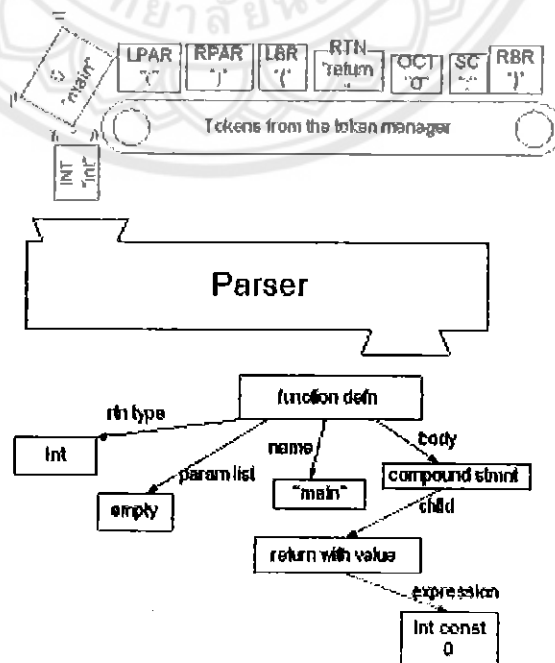 LPAR RPAR LBR RTN OCT SC RBR
"(" ")" "{" "return "0" ";" "}"
"main"
Tokens from the token manager
INT "int"
Parser
function defn
rtn type
Int
param list
empty
name
"main"
body
compound stmnt
child
return with value
expression
Int const
0